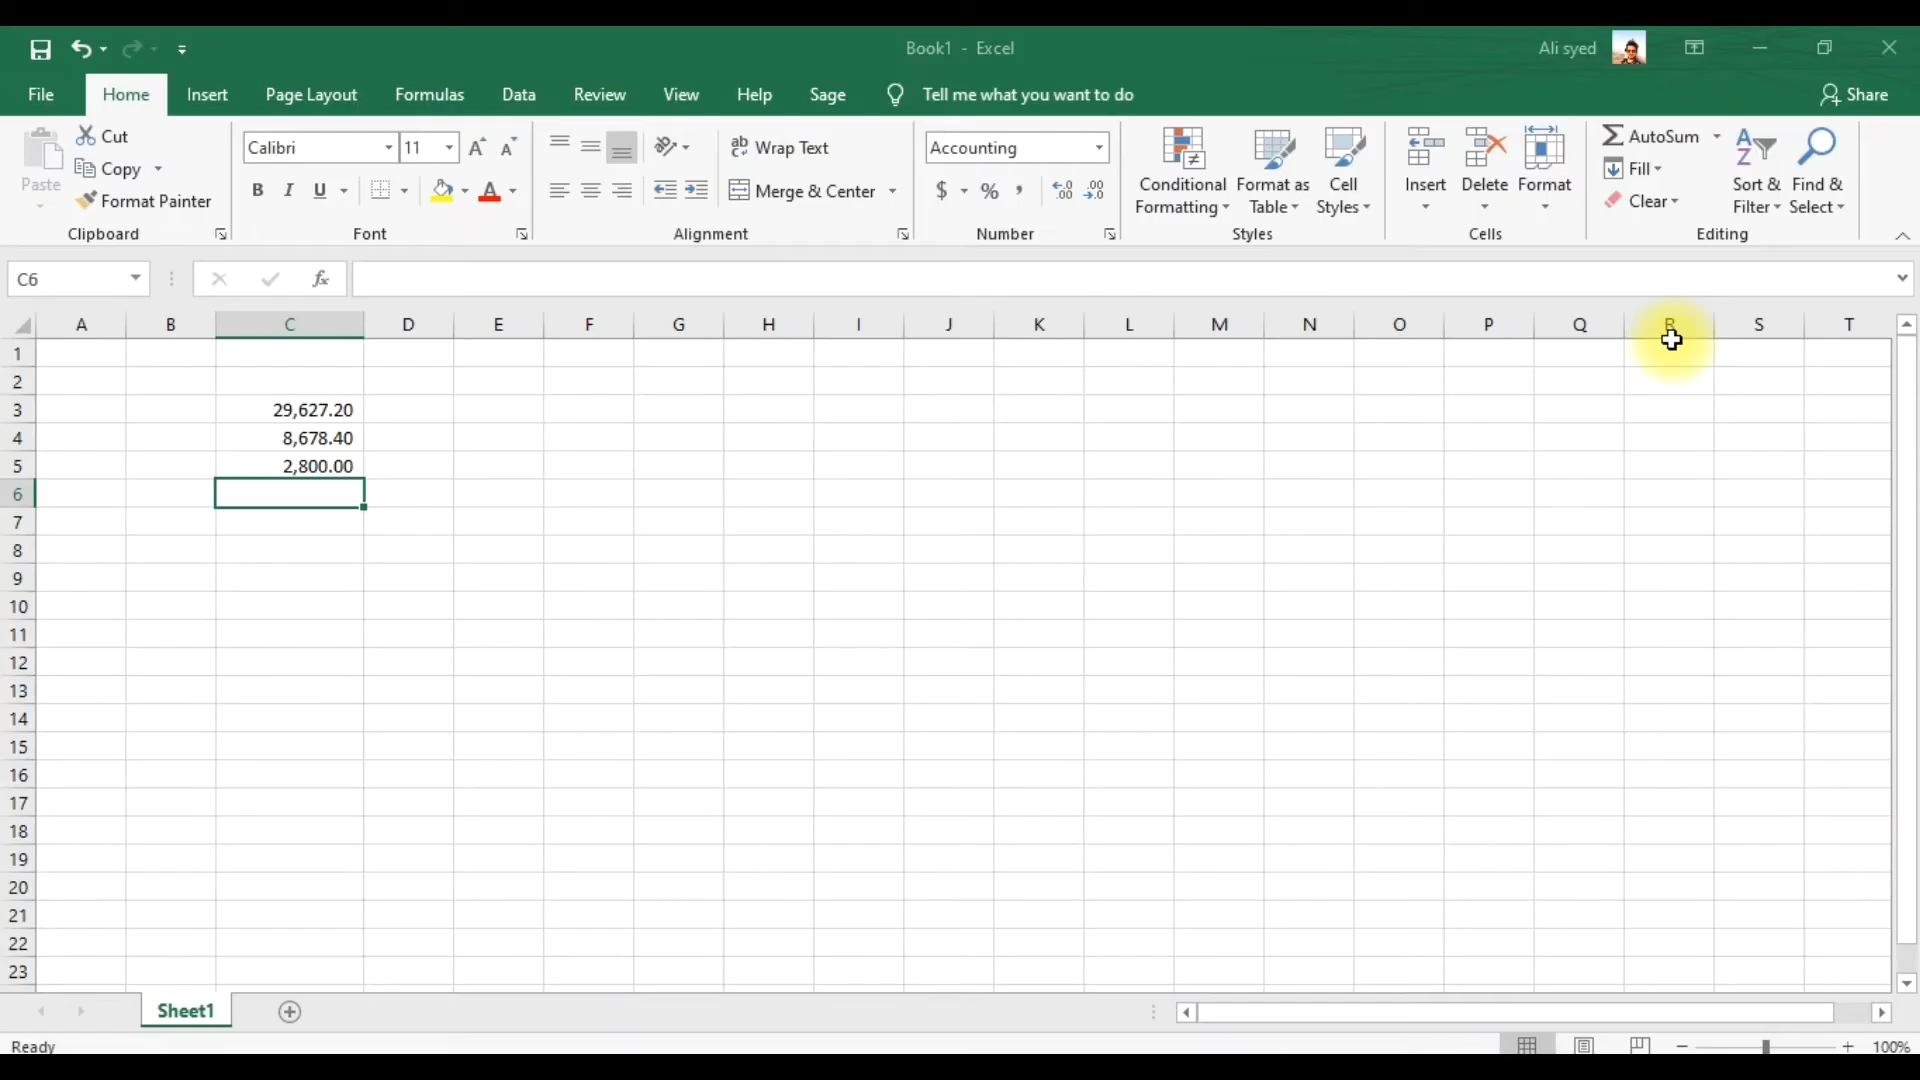 Book1 - Excel
Ali syed
File Home Insert Page Layout Formulas Data Review View Help Sage Tell me what you want to do Share
Paste
Cut
Copy
Format Painter
Clipboard
Calibri 11
B I U A
Font
Wrap Text
Merge & Center
Alignment
Accounting
$ % ,
Number
Conditional Formatting
Format as Table
Cell Styles
Styles
Insert
Delete
Format
Cells
AutoSum
Fill
Clear
Sort & Filter
Find & Select
Editing
C6 fx
A B C D E F G H I J K L M N O P Q R S T
1
2
3 29,627.20
4 8,678.40
5 2,800.00
6
7
8
9
10
11
12
13
14
15
16
17
18
19
20
21
22
23
Sheet1
Ready 100%